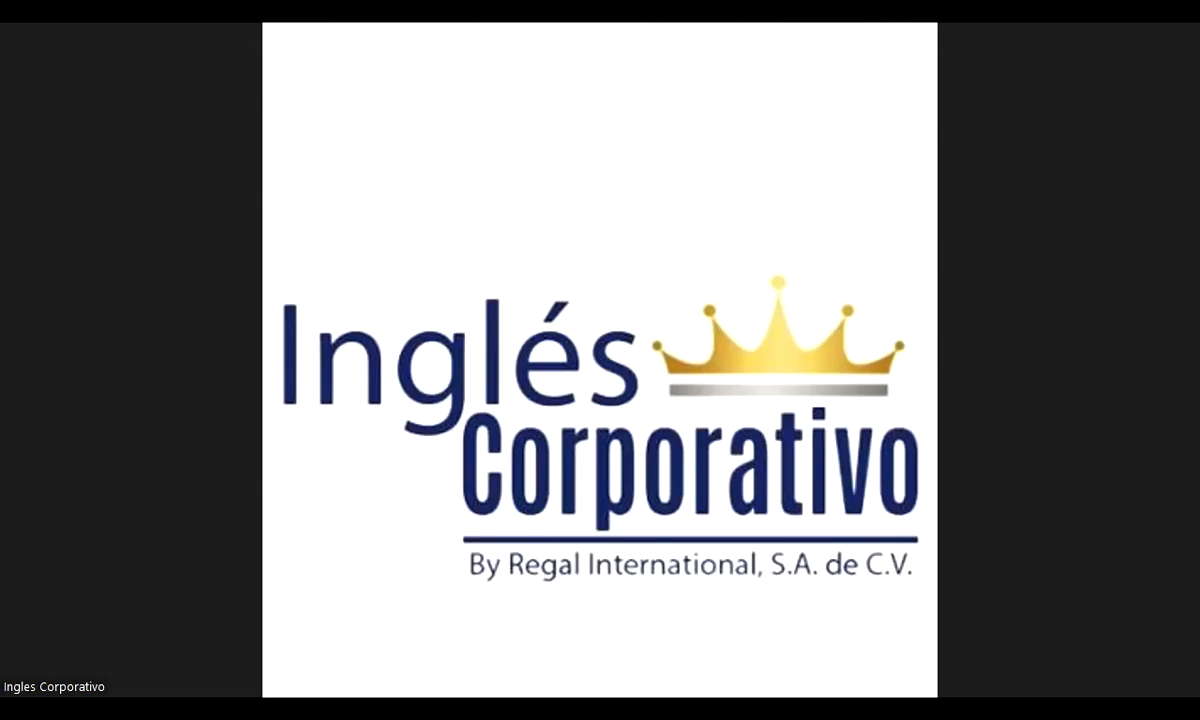 Inglés
Corporativo
By Regal International, S.A. de C.V.
Ingles Corporativo